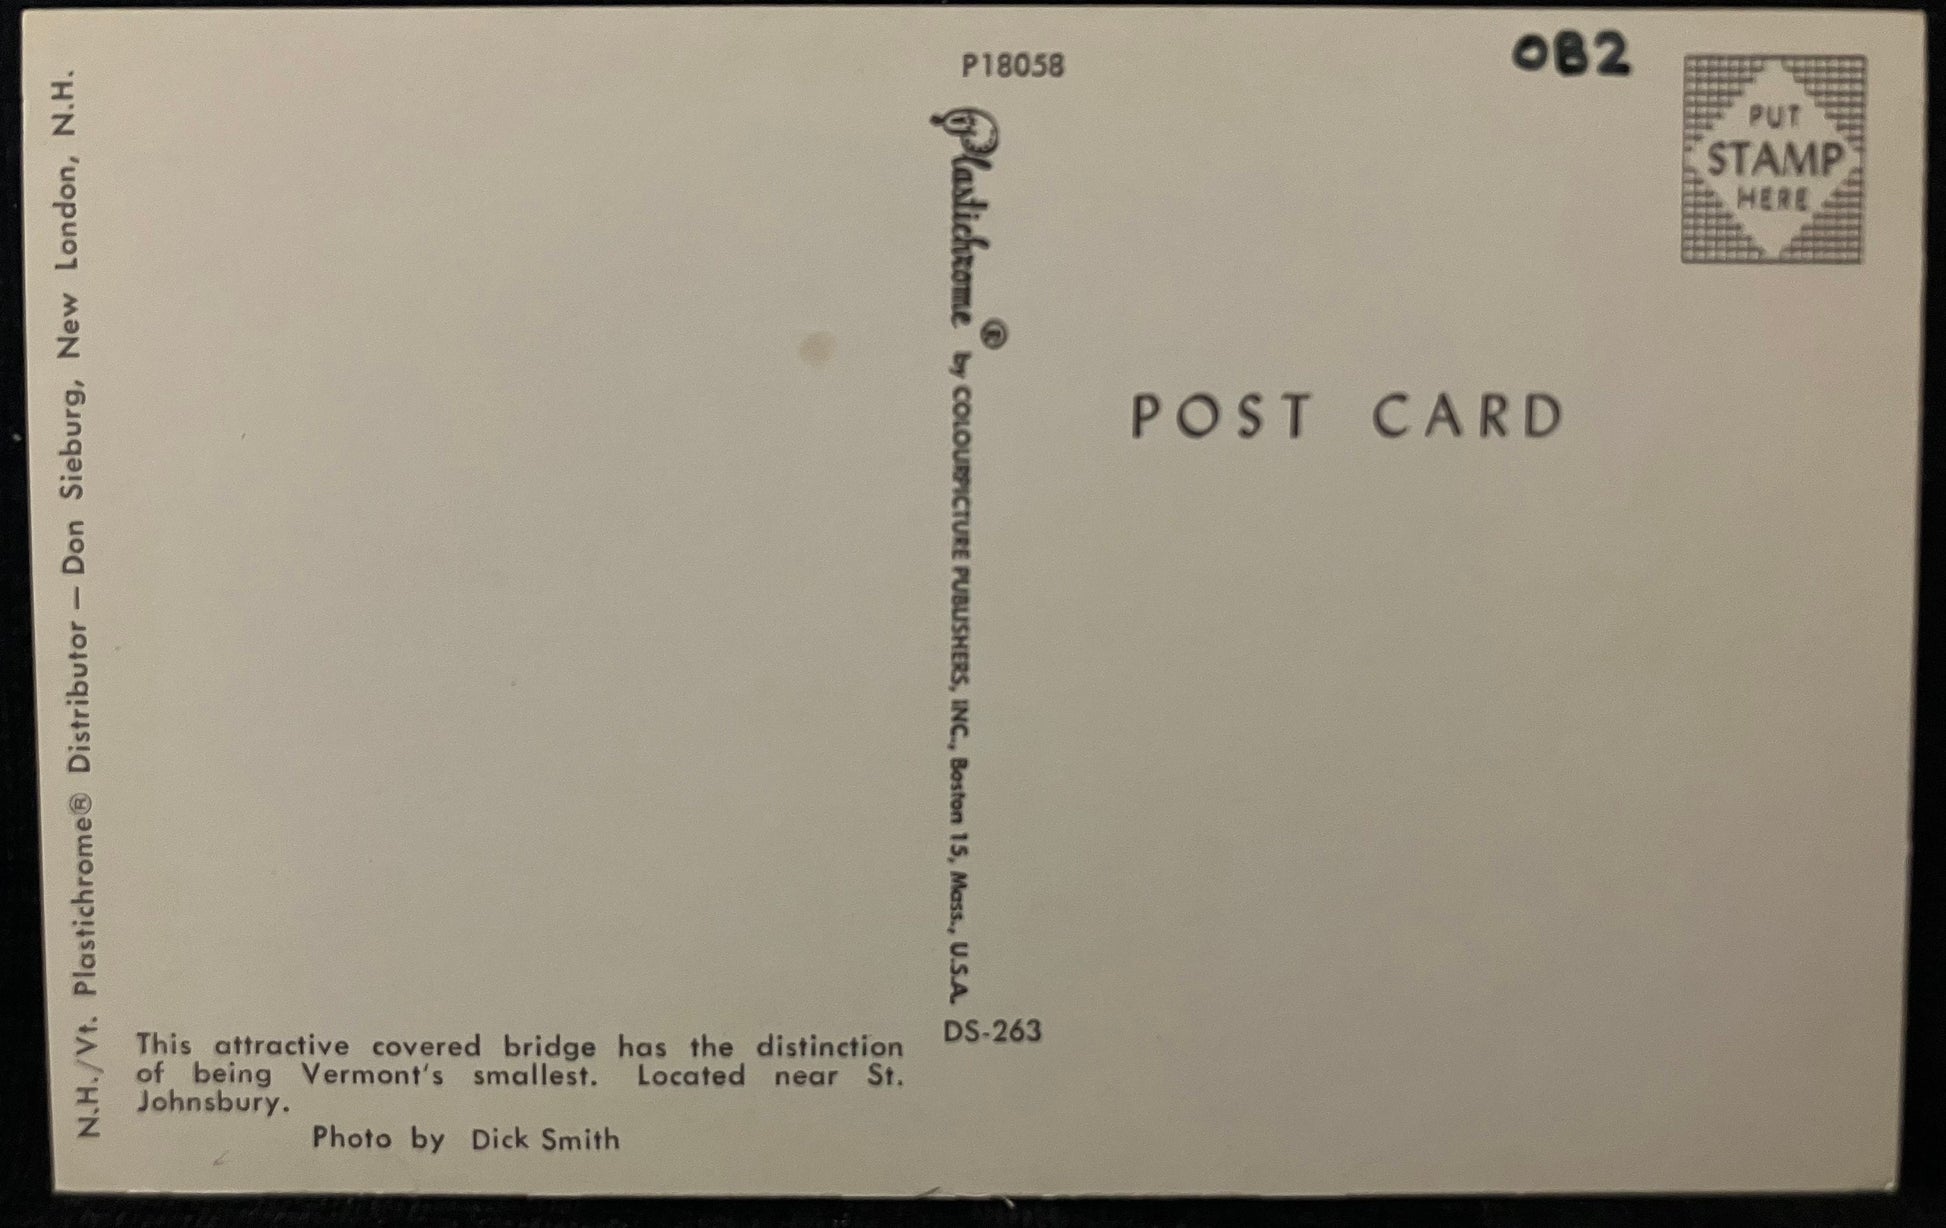 N.H./Vt. Plastichrome® Distributor — Don Sieburg, New London, N.H.
This attractive covered bridge has the distinction
of being Vermont's smallest. Located near St.
Johnsbury.
Photo by Dick Smith
P18058
Plastichrome® by COLOURPICTURE PUBLISHERS, INC., Boston 15, Mass., U.S.A.
DS-263
OB2
PUT
STAMP
HERE
POST CARD